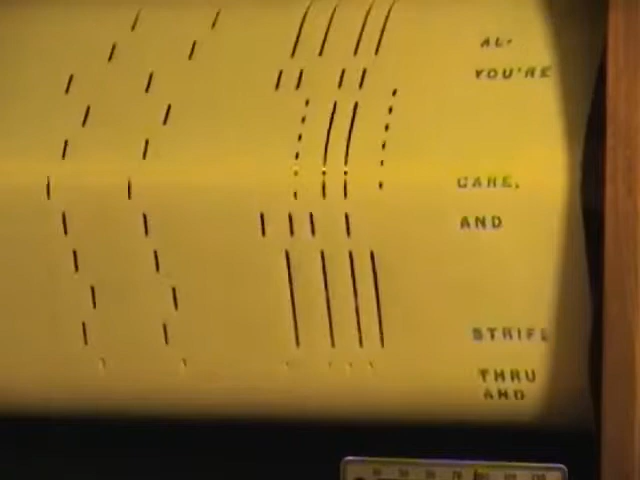 AL-
YOU'RE
CARE,
AND
STRIFE
THRU
AND